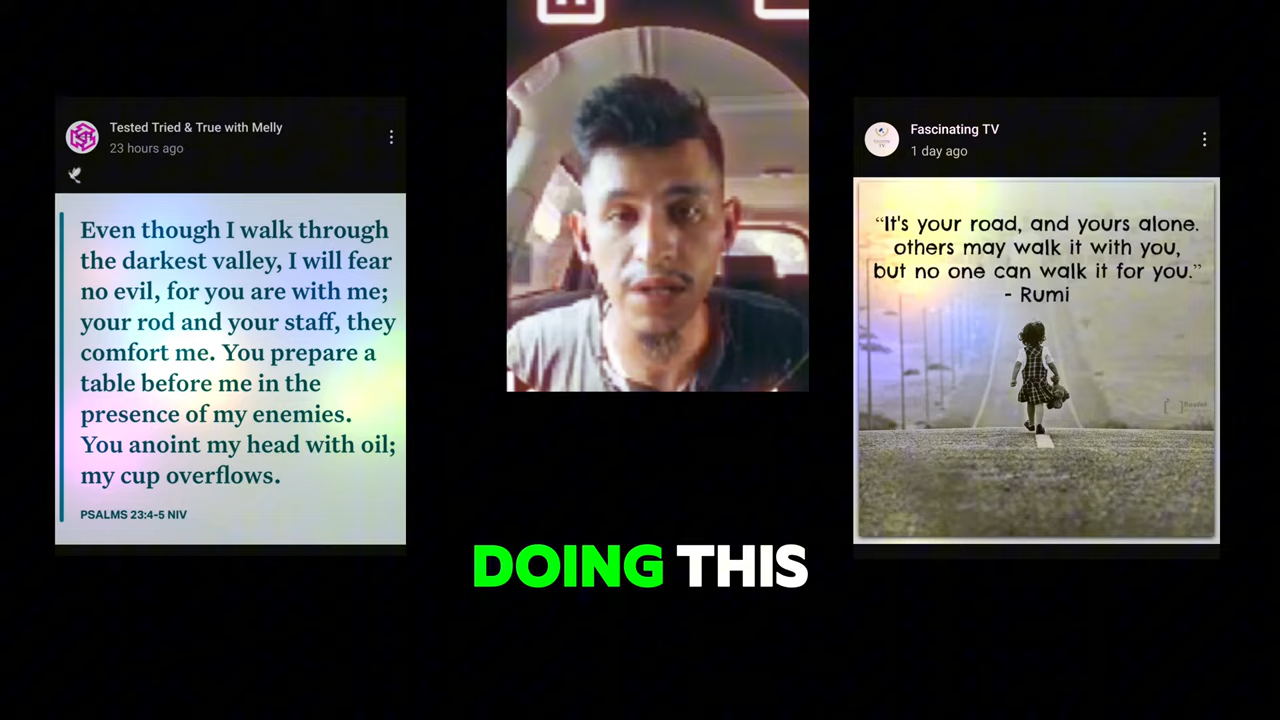 Tested Tried & True with Melly
23 hours ago
Even though I walk through
the darkest valley, I will fear
no evil, for you are with me;
your rod and your staff, they
comfort me. You prepare a
table before me in the
presence of my enemies.
You anoint my head with oil;
my cup overflows.
PSALMS 23:4-5 NIV
Fascinating TV
1 day ago
“It's your road, and yours alone.
others may walk it with you,
but no one can walk it for you.”
- Rumi
DOING THIS